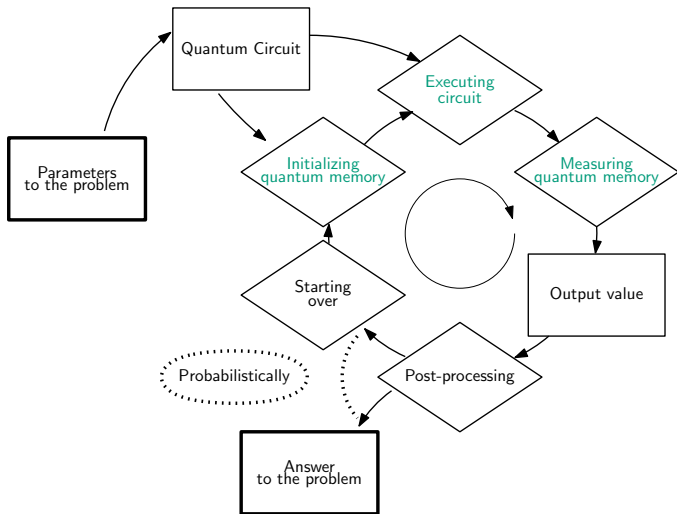 Quantum Circuit
Executing
circuit
Parameters
to the problem
Initializing
quantum memory
Measuring
quantum memory
Starting
over
Output value
Probabilistically
Post-processing
Answer
to the problem